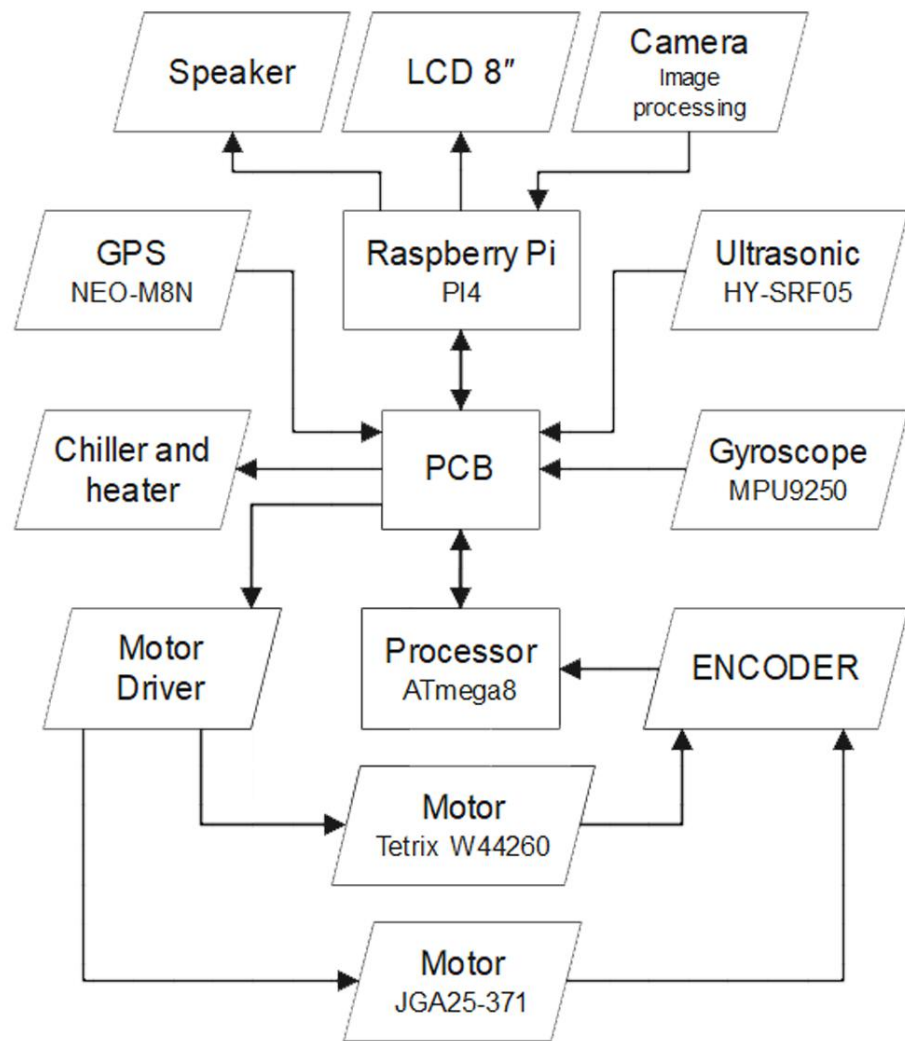 Speaker
LCD 8″
Camera
Image
processing
GPS
NEO-M8N
Raspberry Pi
PI4
Ultrasonic
HY-SRF05
Chiller and
heater
PCB
Gyroscope
MPU9250
Motor
Driver
Processor
ATmega8
ENCODER
Motor
Tetrix W44260
Motor
JGA25-371